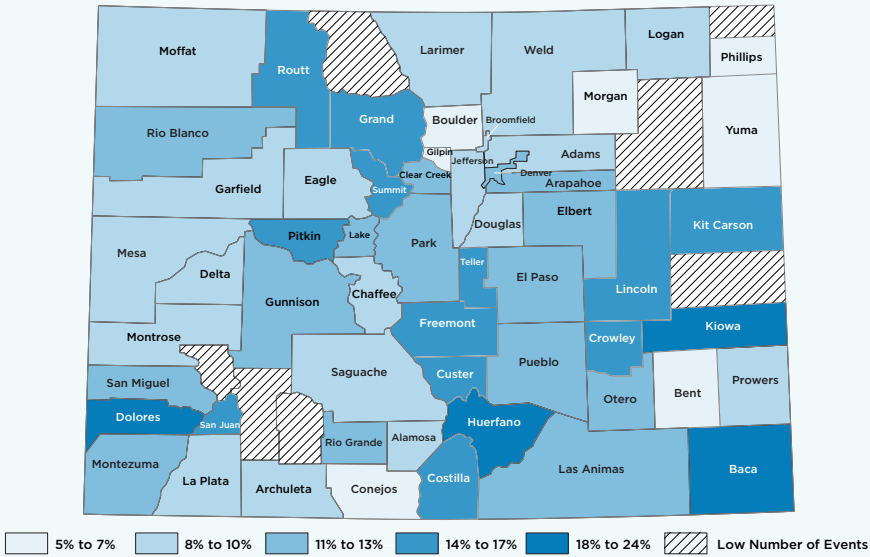 Moffat
Routt
Larimer
Weld
Logan
Phillips
Morgan
Yuma
Rio Blanco
Grand
Boulder
Broomfield
Gilpin
Jefferson
Adams
Denver
Arapahoe
Clear Creek
Garfield
Eagle
Summit
Douglas
Elbert
Kit Carson
Mesa
Pitkin
Lake
Park
Delta
Teller
El Paso
Lincoln
Gunnison
Chaffee
Montrose
Freemont
Crowley
Kiowa
San Miguel
Saguache
Custer
Pueblo
Otero
Bent
Prowers
Dolores
San Juan
Huerfano
Rio Grande
Alamosa
Montezuma
La Plata
Archuleta
Conejos
Costilla
Las Animas
Baca
5% to 7%
8% to 10%
11% to 13%
14% to 17%
18% to 24%
Low Number of Events